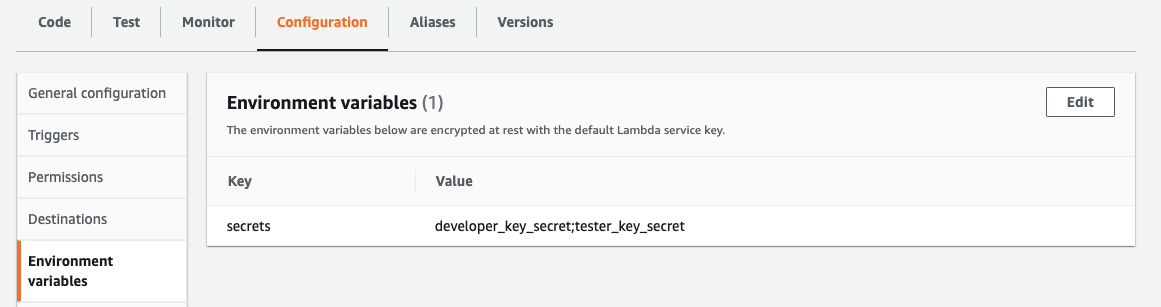 Code Test Monitor Configuration Aliases Versions
General configuration
Triggers
Permissions
Destinations
Environment
variables
Environment variables (1)
Edit
The environment variables below are encrypted at rest with the default Lambda service key.
Key Value
secrets developer_key_secret;tester_key_secret